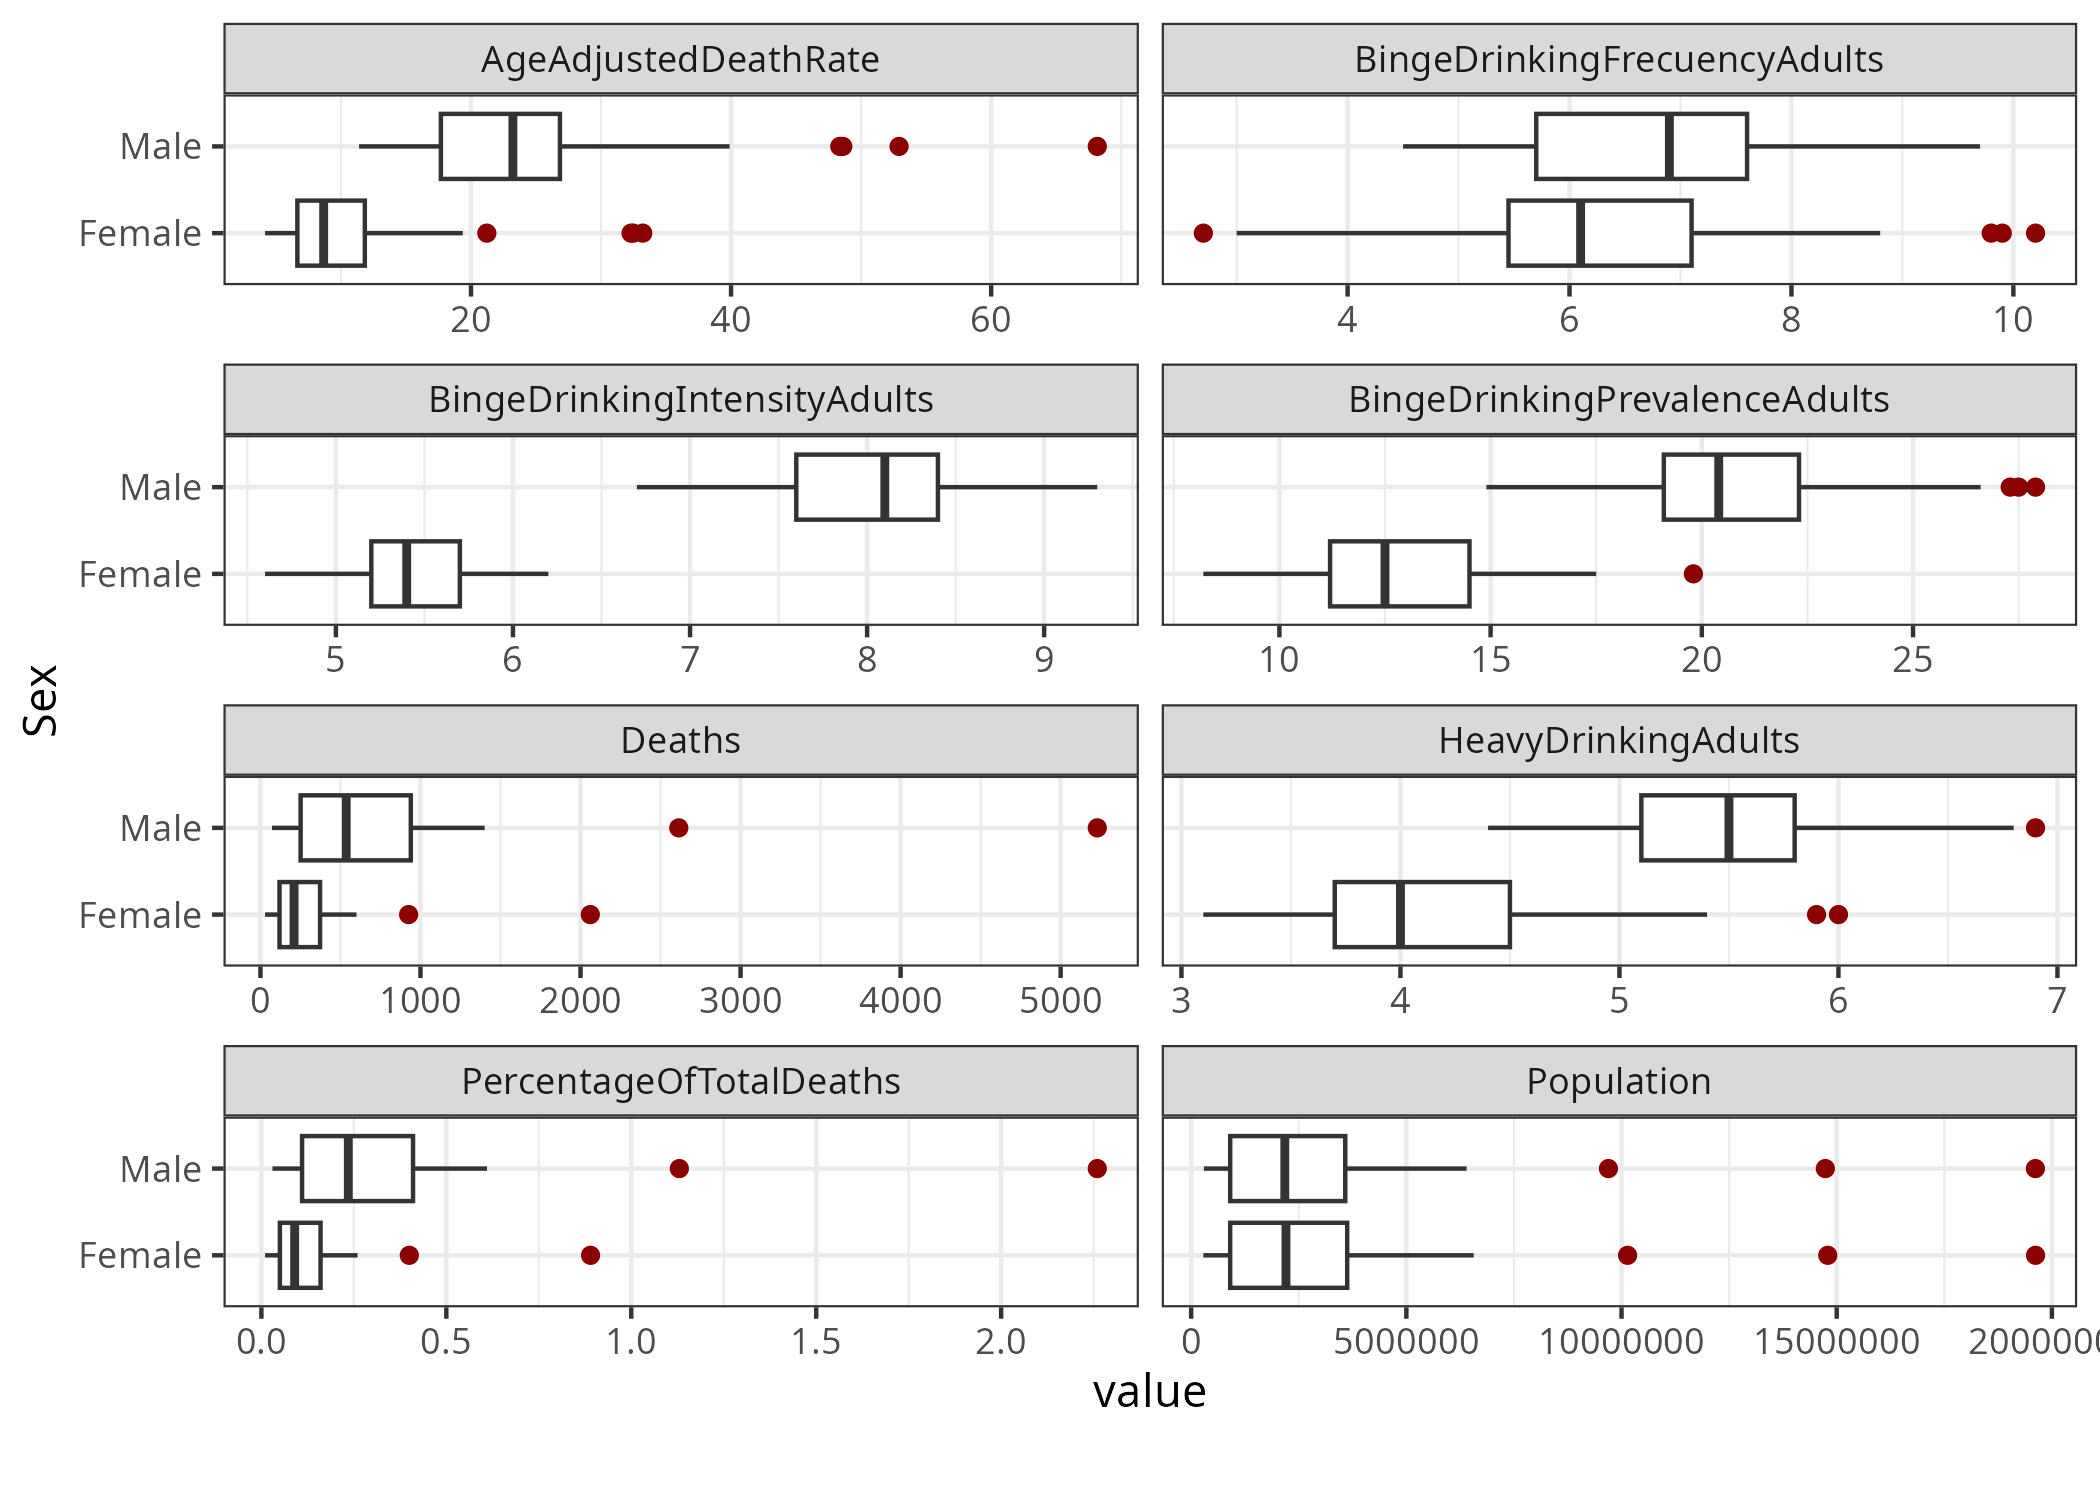 AgeAdjustedDeathRate
BingeDrinkingFrecuencyAdults
Male
Female
20 40 60
4 6 8 10
BingeDrinkingIntensityAdults
BingeDrinkingPrevalenceAdults
Male
Female
5 6 7 8 9
10 15 20 25
Sex
Deaths
HeavyDrinkingAdults
Male
Female
0 1000 2000 3000 4000 5000
3 4 5 6 7
PercentageOfTotalDeaths
Population
Male
Female
0.0 0.5 1.0 1.5 2.0
0 5000000 10000000 15000000
value